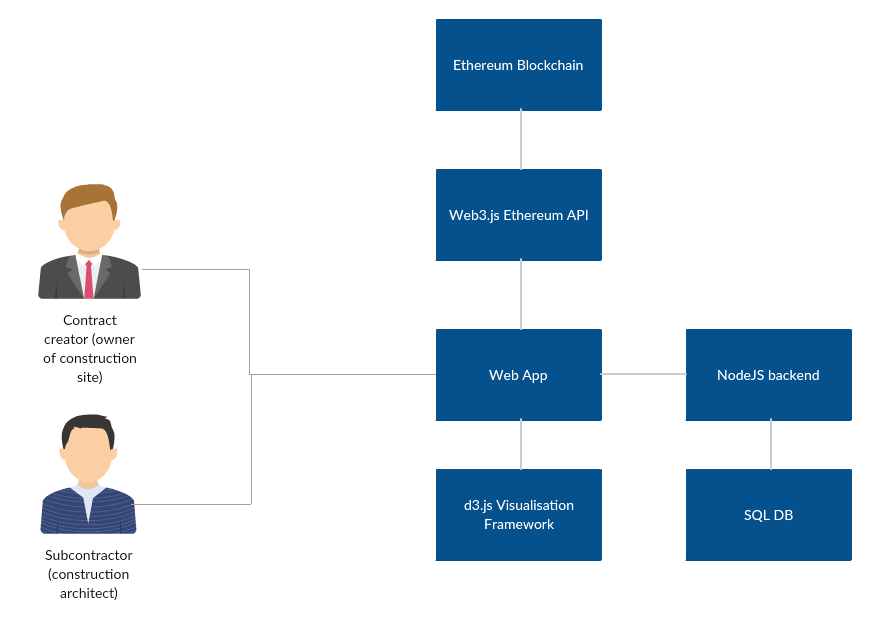 Ethereum Blockchain
Web3.js Ethereum API
Contract
creator (owner
of construction
site)
Web App
NodeJS backend
Subcontractor
(construction
architect)
d3.js Visualisation
Framework
SQL DB